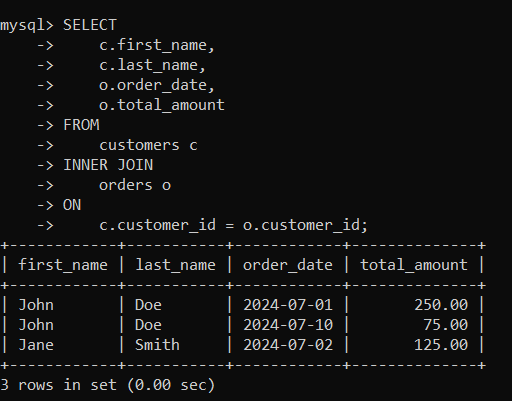 mysql> SELECT
    ->     c.first_name,
    ->     c.last_name,
    ->     o.order_date,
    ->     o.total_amount
    -> FROM
    ->     customers c
    -> INNER JOIN
    ->     orders o
    -> ON
    ->     c.customer_id = o.customer_id;
+------------+-----------+------------+--------------+
| first_name | last_name | order_date | total_amount |
+------------+-----------+------------+--------------+
| John       | Doe       | 2024-07-01 |       250.00 |
| John       | Doe       | 2024-07-10 |        75.00 |
| Jane       | Smith     | 2024-07-02 |       125.00 |
+------------+-----------+------------+--------------+
3 rows in set (0.00 sec)